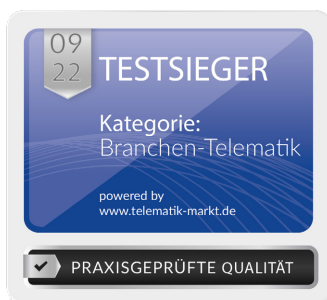 09
22
TESTSIEGER
Kategorie:
Branchen-Telematik
powered by
www.telematik-markt.de
PRAXISGEPRÜFTE QUALITÄT